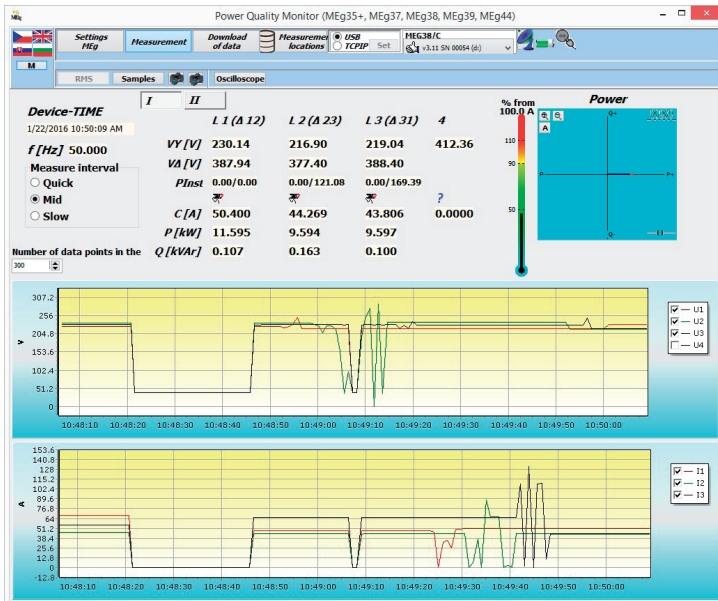 Power Quality Monitor (MEg35+, MEg37, MEg38, MEg39, MEg44)
Settings MEg
Measurement
Download of data
Measurement locations
USB
TCPIP
Set
MEG38/C
v3.11 SN 00054 (d:)
M
RMS
Samples
Oscilloscope
I
II
Device-TIME
1/22/2016 10:50:09 AM
f [Hz] 50.000
Measure interval
Quick
Mid
Slow
Number of data points in the
300
L 1 (Δ 12) L 2 (Δ 23) L 3 (Δ 31) 4
VY [V] 230.14 216.90 219.04 412.36
VΔ [V] 387.94 377.40 388.40
PInst 0.00/0.00 0.00/121.08 0.00/169.39
?
C [A] 50.400 44.269 43.806 0.0000
P [kW] 11.595 9.594 9.597
Q [kVAr] 0.107 0.163 0.100
% from
100.0 A
110
90
50
Power
A
Q+
P-
P+
Q-
307.2
256
204.8
153.6
102.4
51.2
0
V
10:48:10 10:48:20 10:48:30 10:48:40 10:48:50 10:49:00 10:49:10 10:49:20 10:49:30 10:49:40 10:49:50 10:50:00
U1
U2
U3
U4
153.6
140.8
128
115.2
102.4
89.6
76.8
64
51.2
38.4
25.6
12.8
0
-12.8
A
10:48:10 10:48:20 10:48:30 10:48:40 10:48:50 10:49:00 10:49:10 10:49:20 10:49:30 10:49:40 10:49:50 10:50:00
I1
I2
I3